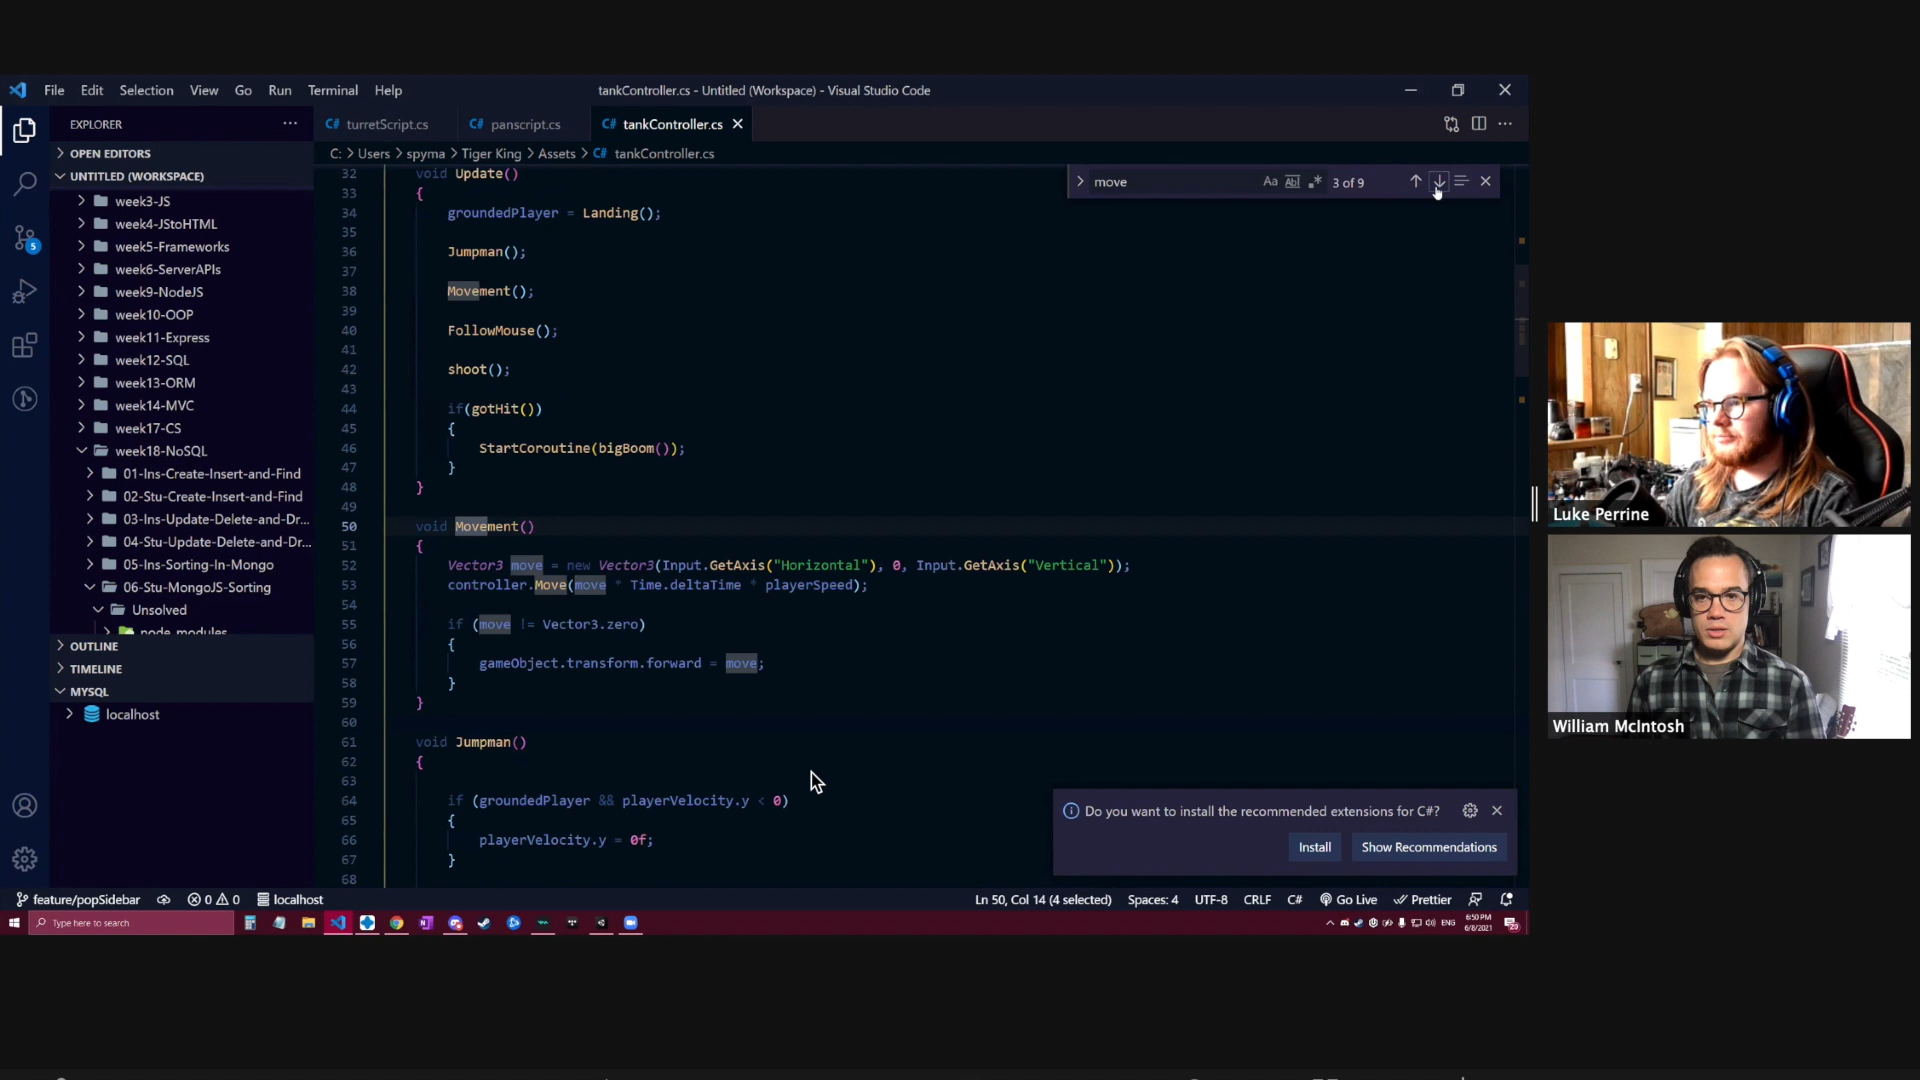 File Edit Selection View Go Run Terminal Help
tankController.cs - Untitled (Workspace) - Visual Studio Code
EXPLORER
C# turretScript.cs C# panscript.cs C# tankController.cs
C: > Users > spyma > Tiger King > Assets > C# tankController.cs
OPEN EDITORS
UNTITLED (WORKSPACE)
week3-JS
week4-JStoHTML
week5-Frameworks
week6-ServerAPIs
week9-NodeJS
week10-OOP
week11-Express
week12-SQL
week13-ORM
week14-MVC
week17-CS
week18-NoSQL
01-Ins-Create-Insert-and-Find
02-Stu-Create-Insert-and-Find
03-Ins-Update-Delete-and-Dr...
04-Stu-Update-Delete-and-Dr...
05-Ins-Sorting-In-Mongo
06-Stu-MongoJS-Sorting
Unsolved
node_modules
OUTLINE
TIMELINE
MYSQL
localhost
5
move Aa Abl .* 3 of 9
32 void Update()
33 {
34 groundedPlayer = Landing();
35
36 Jumpman();
37
38 Movement();
39
40 FollowMouse();
41
42 shoot();
43
44 if(gotHit())
45 {
46 StartCoroutine(bigBoom());
47 }
48 }
49
50 void Movement()
51 {
52 Vector3 move = new Vector3(Input.GetAxis("Horizontal"), 0, Input.GetAxis("Vertical"));
53 controller.Move(move * Time.deltaTime * playerSpeed);
54
55 if (move != Vector3.zero)
56 {
57 gameObject.transform.forward = move;
58 }
59 }
60
61 void Jumpman()
62 {
63
64 if (groundedPlayer && playerVelocity.y < 0)
65 {
66 playerVelocity.y = 0f;
67 }
68
Do you want to install the recommended extensions for C#?
Install Show Recommendations
feature/popSidebar 0 0 localhost
Ln 50, Col 14 (4 selected) Spaces: 4 UTF-8 CRLF C# Go Live Prettier
Type here to search
ENG
6:50 PM
6/8/2021
Luke Perrine
William McIntosh